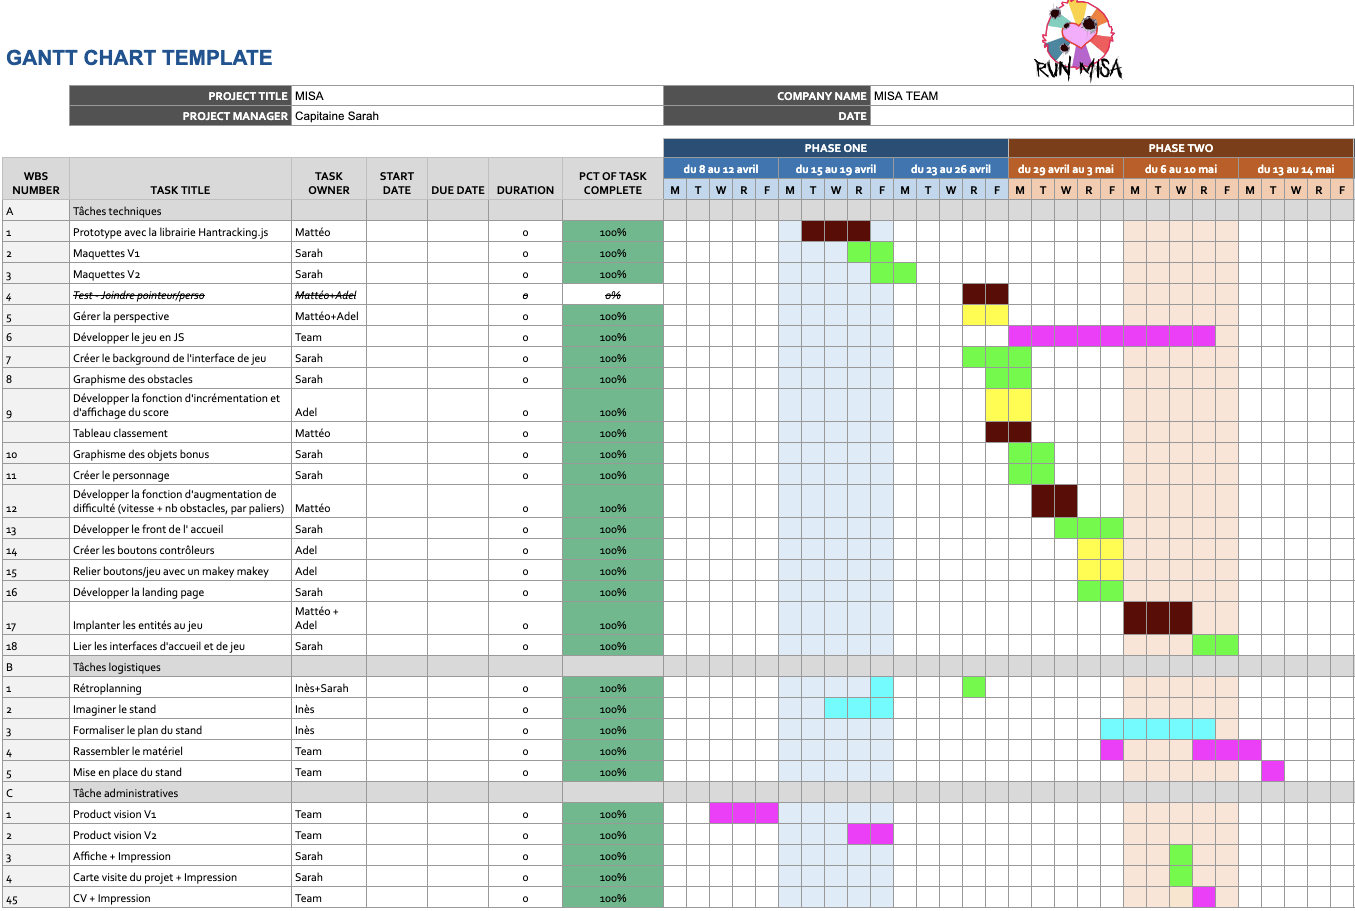 RUN MISA
GANTT CHART TEMPLATE
PROJECT TITLE MISA COMPANY NAME MISA TEAM
PROJECT MANAGER Capitaine Sarah DATE
PHASE ONE PHASE TWO
du 8 au 12 avril du 15 au 19 avril du 23 au 26 avril du 29 avril au 3 mai du 6 au 10 mai du 13 au 14 mai
WBS NUMBER TASK TITLE TASK OWNER START DATE DUE DATE DURATION PCT OF TASK COMPLETE M T W R F M T W R F M T W R F M T W R F M T W R F M T W R F
A Tâches techniques
1 Prototype avec la librairie Hantracking.js Mattéo 0 100%
2 Maquettes V1 Sarah 0 100%
3 Maquettes V2 Sarah 0 100%
4 Test - Joindre pointeur/perso Mattéo+Adel 0 0%
5 Gérer la perspective Mattéo+Adel 0 100%
6 Développer le jeu en JS Team 0 100%
7 Créer le background de l'interface de jeu Sarah 0 100%
8 Graphisme des obstacles Sarah 0 100%
Développer la fonction d'incrémentation et
9 d'affichage du score Adel 0 100%
Tableau classement Mattéo 0 100%
10 Graphisme des objets bonus Sarah 0 100%
11 Créer le personnage Sarah 0 100%
Développer la fonction d'augmentation de
12 difficulté (vitesse + nb obstacles, par paliers) Mattéo 0 100%
13 Développer le front de l' accueil Sarah 0 100%
14 Créer les boutons contrôleurs Adel 0 100%
15 Relier boutons/jeu avec un makey makey Adel 0 100%
16 Développer la landing page Sarah 0 100%
Mattéo +
17 Implanter les entités au jeu Adel 0 100%
18 Lier les interfaces d'accueil et de jeu Sarah 0 100%
B Tâches logistiques
1 Rétroplanning Inès+Sarah 0 100%
2 Imaginer le stand Inès 0 100%
3 Formaliser le plan du stand Inès 0 100%
4 Rassembler le matériel Team 0 100%
5 Mise en place du stand Team 0 100%
C Tâche administratives
1 Product vision V1 Team 0 100%
2 Product vision V2 Team 0 100%
3 Affiche + Impression Sarah 0 100%
4 Carte visite du projet + Impression Sarah 0 100%
45 CV + Impression Team 0 100%